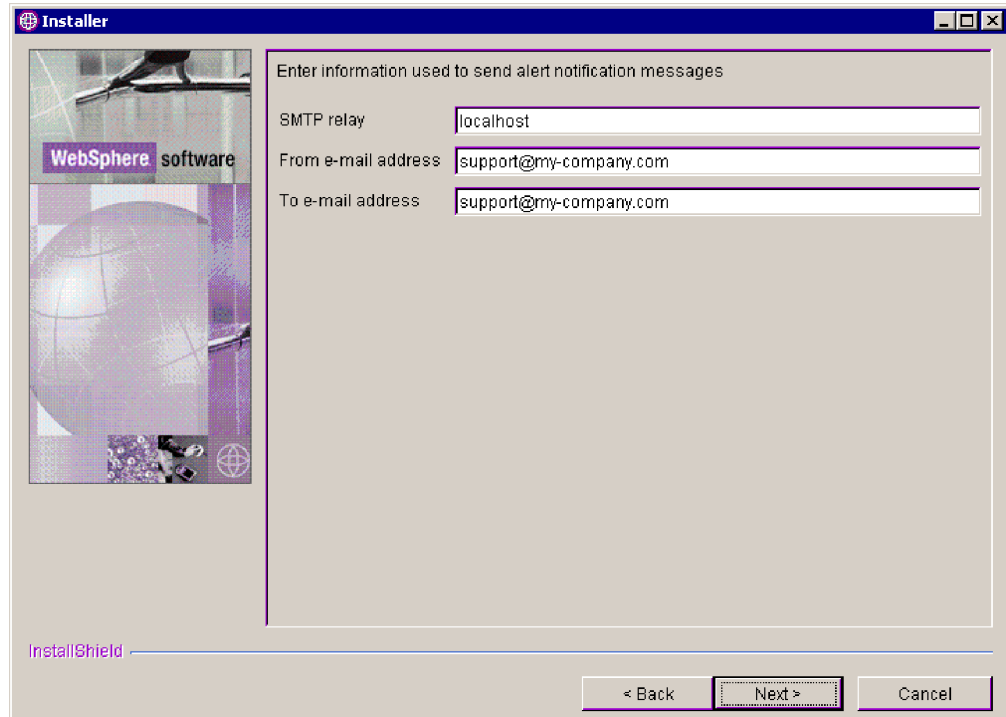 Installer
WebSphere software
Enter information used to send alert notification messages
SMTP relay localhost
From e-mail address support@my-company.com
To e-mail address support@my-company.com
InstallShield
< Back Next > Cancel